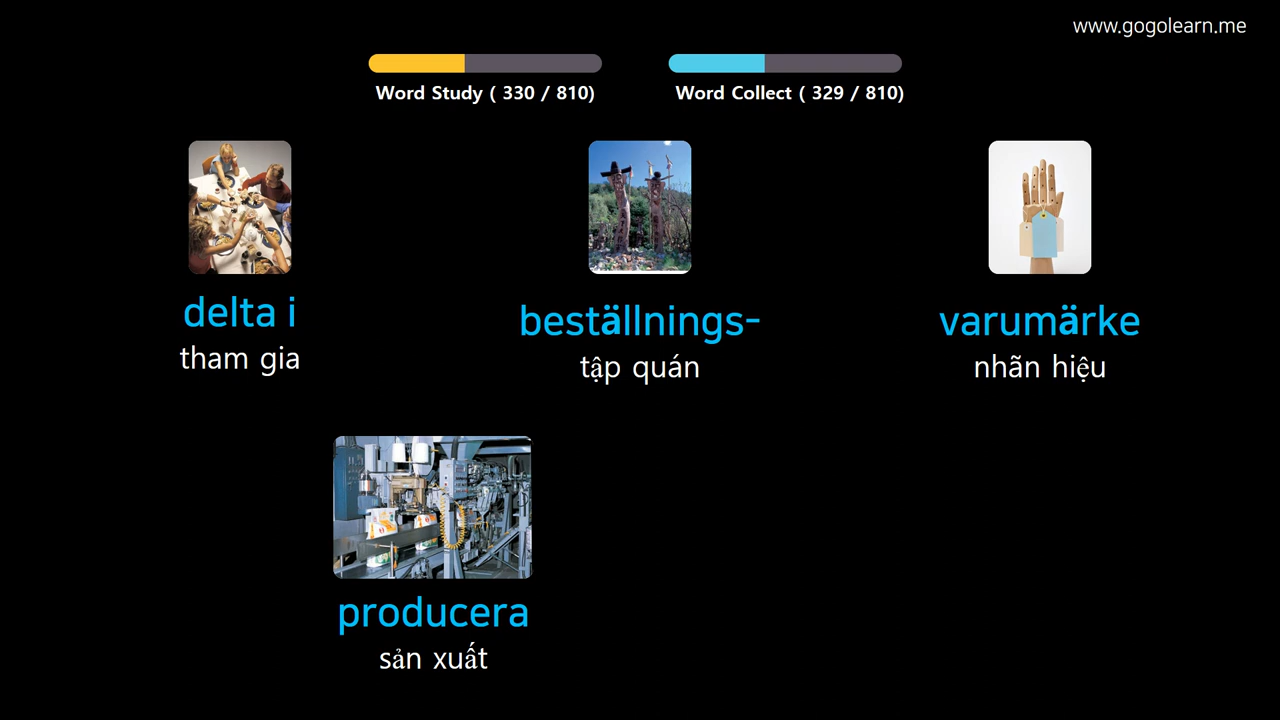 www.gogolearn.me
Word Study ( 330 / 810)
Word Collect ( 329 / 810)
delta i
tham gia
beställnings-
tập quán
varumärke
nhãn hiệu
producera
sản xuất